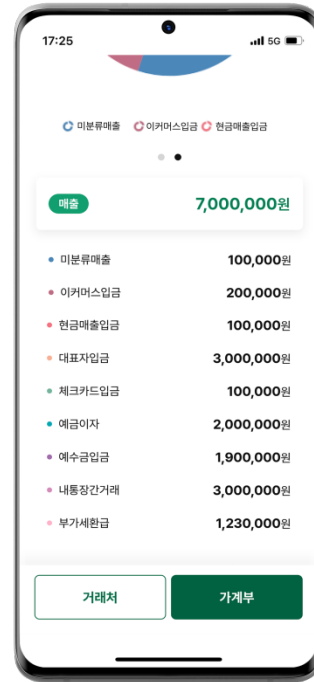 17:25 5G
미분류매출 이커머스입금 현금매출입금
매출 7,000,000원
미분류매출 100,000원
이커머스입금 200,000원
현금매출입금 100,000원
대표자입금 3,000,000원
체크카드입금 100,000원
예금이자 2,000,000원
예수금입금 1,900,000원
내통장간거래 3,000,000원
부가세환급 1,230,000원
거래처 가계부